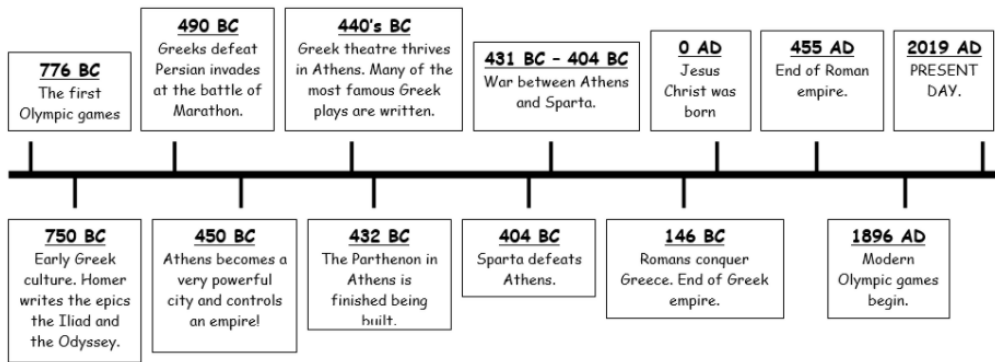 776 BC
The first
Olympic games
490 BC
Greeks defeat
Persian invades
at the battle of
Marathon.
440's BC
Greek theatre thrives
in Athens. Many of the
most famous Greek
plays are written.
431 BC – 404 BC
War between Athens
and Sparta.
0 AD
Jesus
Christ was
born
455 AD
End of Roman
empire.
2019 AD
PRESENT
DAY.
750 BC
Early Greek
culture. Homer
writes the epics
the Iliad and
the Odyssey.
450 BC
Athens becomes a
very powerful
city and controls
an empire!
432 BC
The Parthenon in
Athens is
finished being
built.
404 BC
Sparta defeats
Athens.
146 BC
Romans conquer
Greece. End of Greek
empire.
1896 AD
Modern
Olympic games
begin.